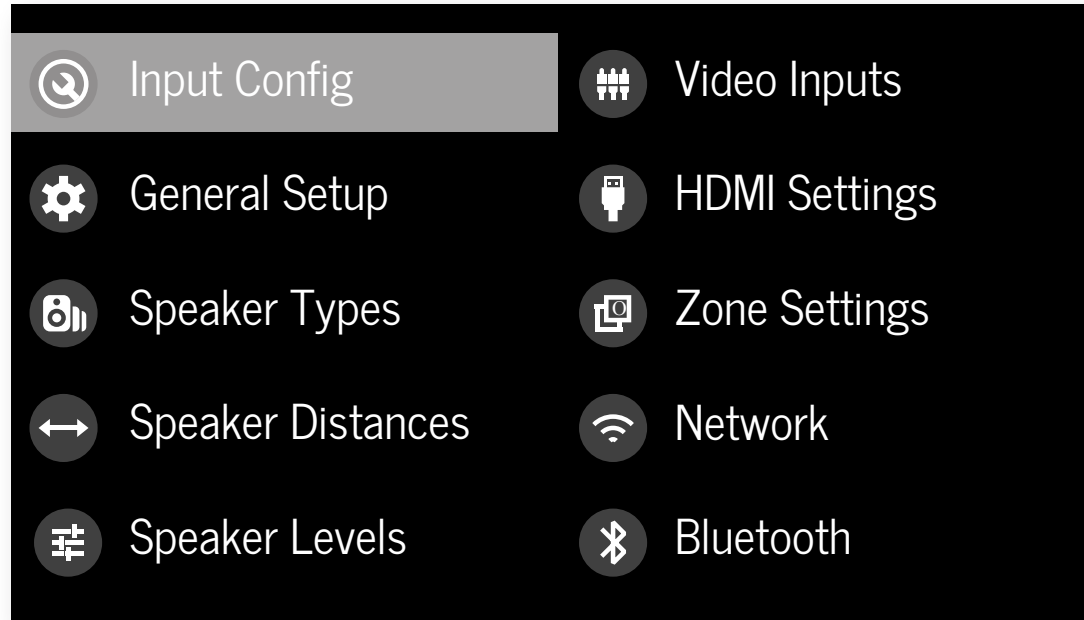 Input Config
General Setup
Speaker Types
Speaker Distances
Speaker Levels
Video Inputs
HDMI Settings
Zone Settings
Network
Bluetooth